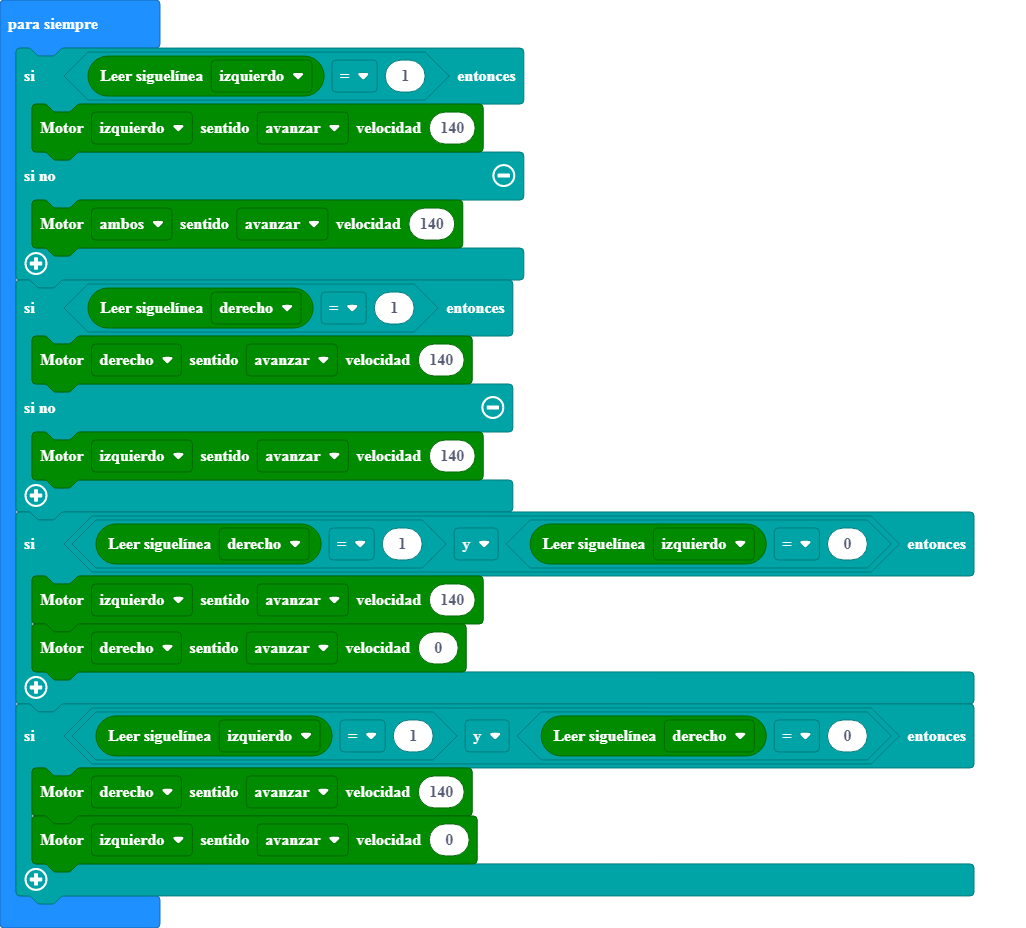 para siempre
si Leer siguelínea izquierdo = 1 entonces
Motor izquierdo sentido avanzar velocidad 140
si no
Motor ambos sentido avanzar velocidad 140
si Leer siguelínea derecho = 1 entonces
Motor derecho sentido avanzar velocidad 140
si no
Motor izquierdo sentido avanzar velocidad 140
si Leer siguelínea derecho = 1 y Leer siguelínea izquierdo = 0 entonces
Motor izquierdo sentido avanzar velocidad 140
Motor derecho sentido avanzar velocidad 0
si Leer siguelínea izquierdo = 1 y Leer siguelínea derecho = 0 entonces
Motor derecho sentido avanzar velocidad 140
Motor izquierdo sentido avanzar velocidad 0